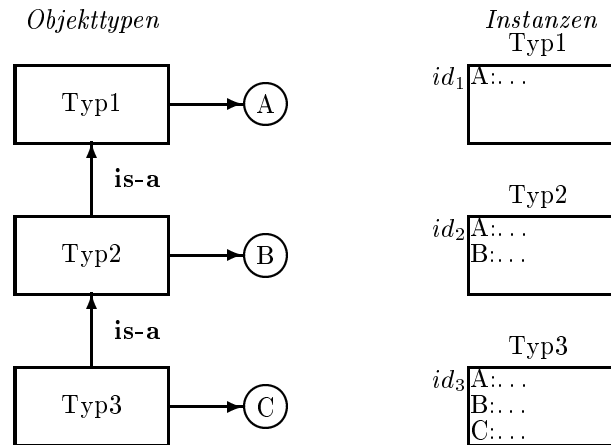 Objekttypen
Typ1
A
is-a
Typ2
B
is-a
Typ3
C
Instanzen
Typ1
id₁ A:...
Typ2
id₂ A:...
B:...
Typ3
id₃ A:...
B:...
C:...